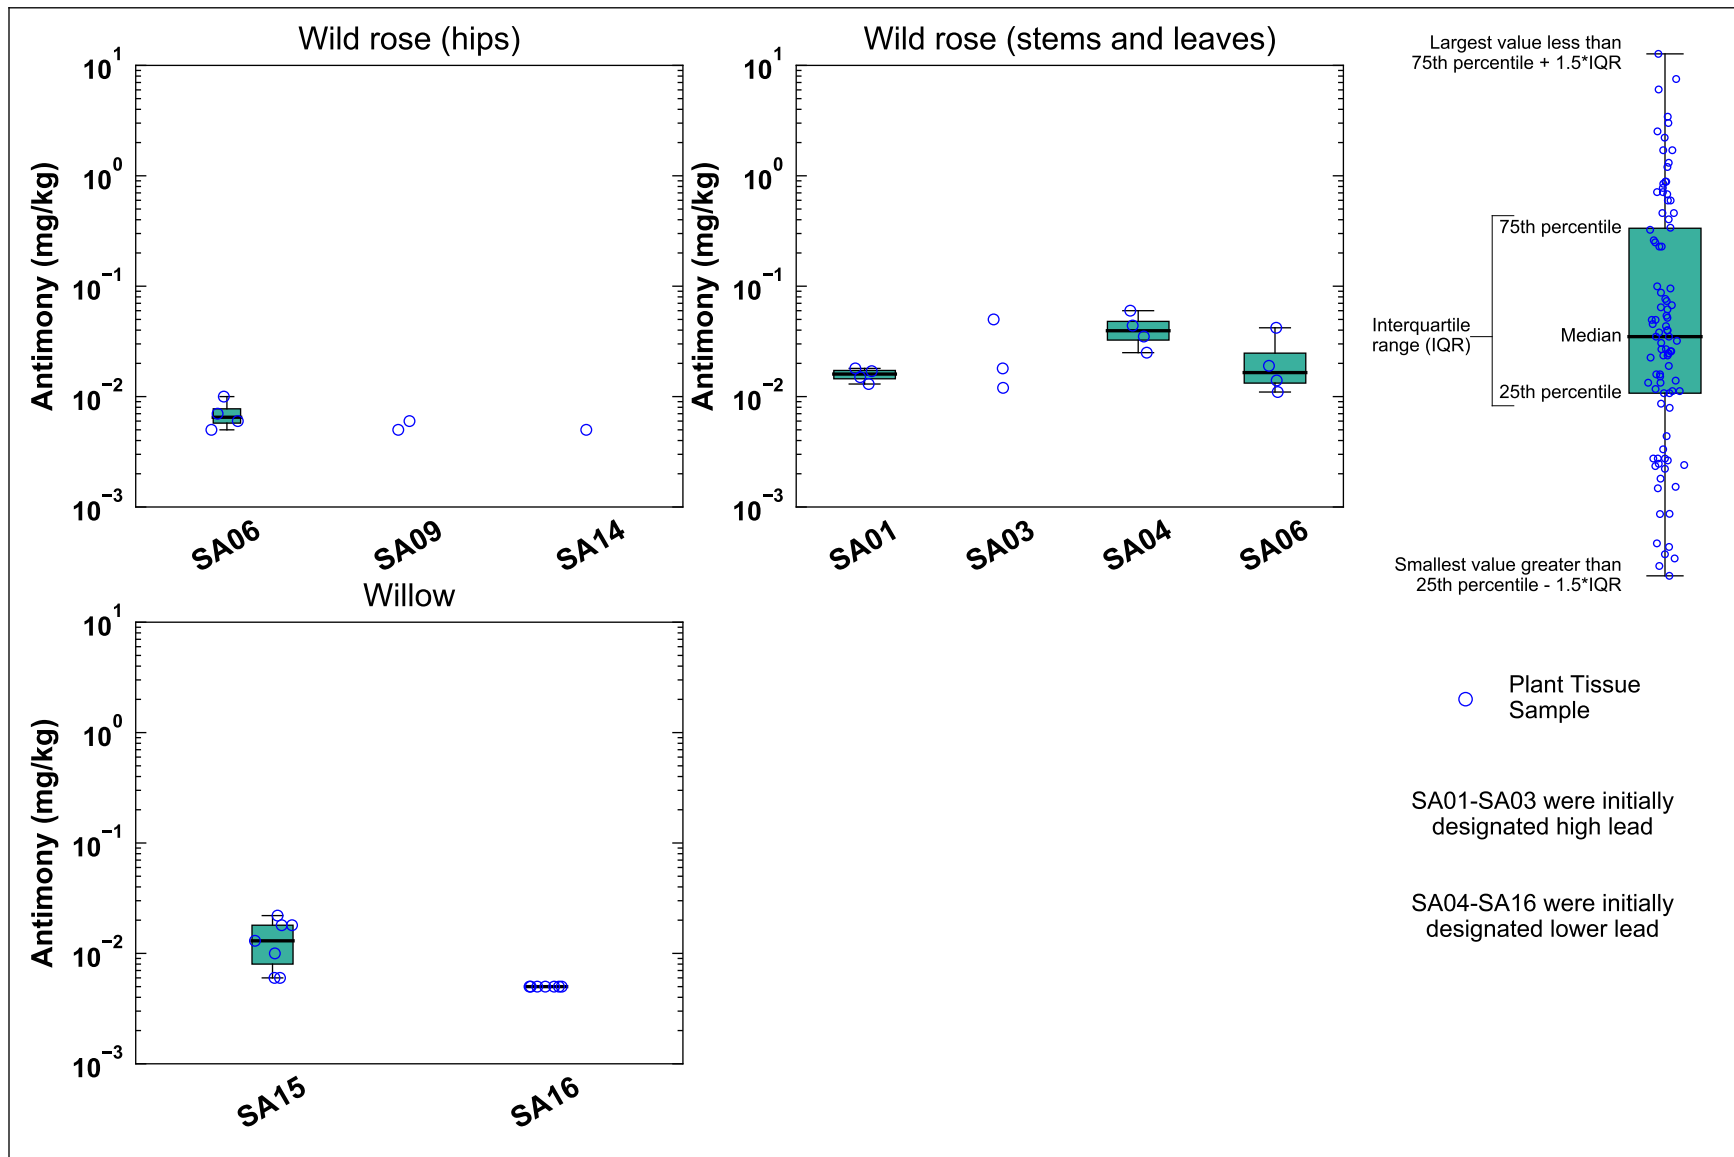 Wild rose (hips)
Antimony (mg/kg)
10^1
10^0
10^−1
10^−2
10^−3
SA06
SA09
SA14
Wild rose (stems and leaves)
Antimony (mg/kg)
10^1
10^0
10^−1
10^−2
10^−3
SA01
SA03
SA04
SA06
Willow
Antimony (mg/kg)
10^1
10^0
10^−1
10^−2
10^−3
SA15
SA16
Largest value less than
75th percentile + 1.5*IQR
75th percentile
Interquartile
range (IQR)
Median
25th percentile
Smallest value greater than
25th percentile - 1.5*IQR
Plant Tissue
Sample
SA01-SA03 were initially
designated high lead
SA04-SA16 were initially
designated lower lead